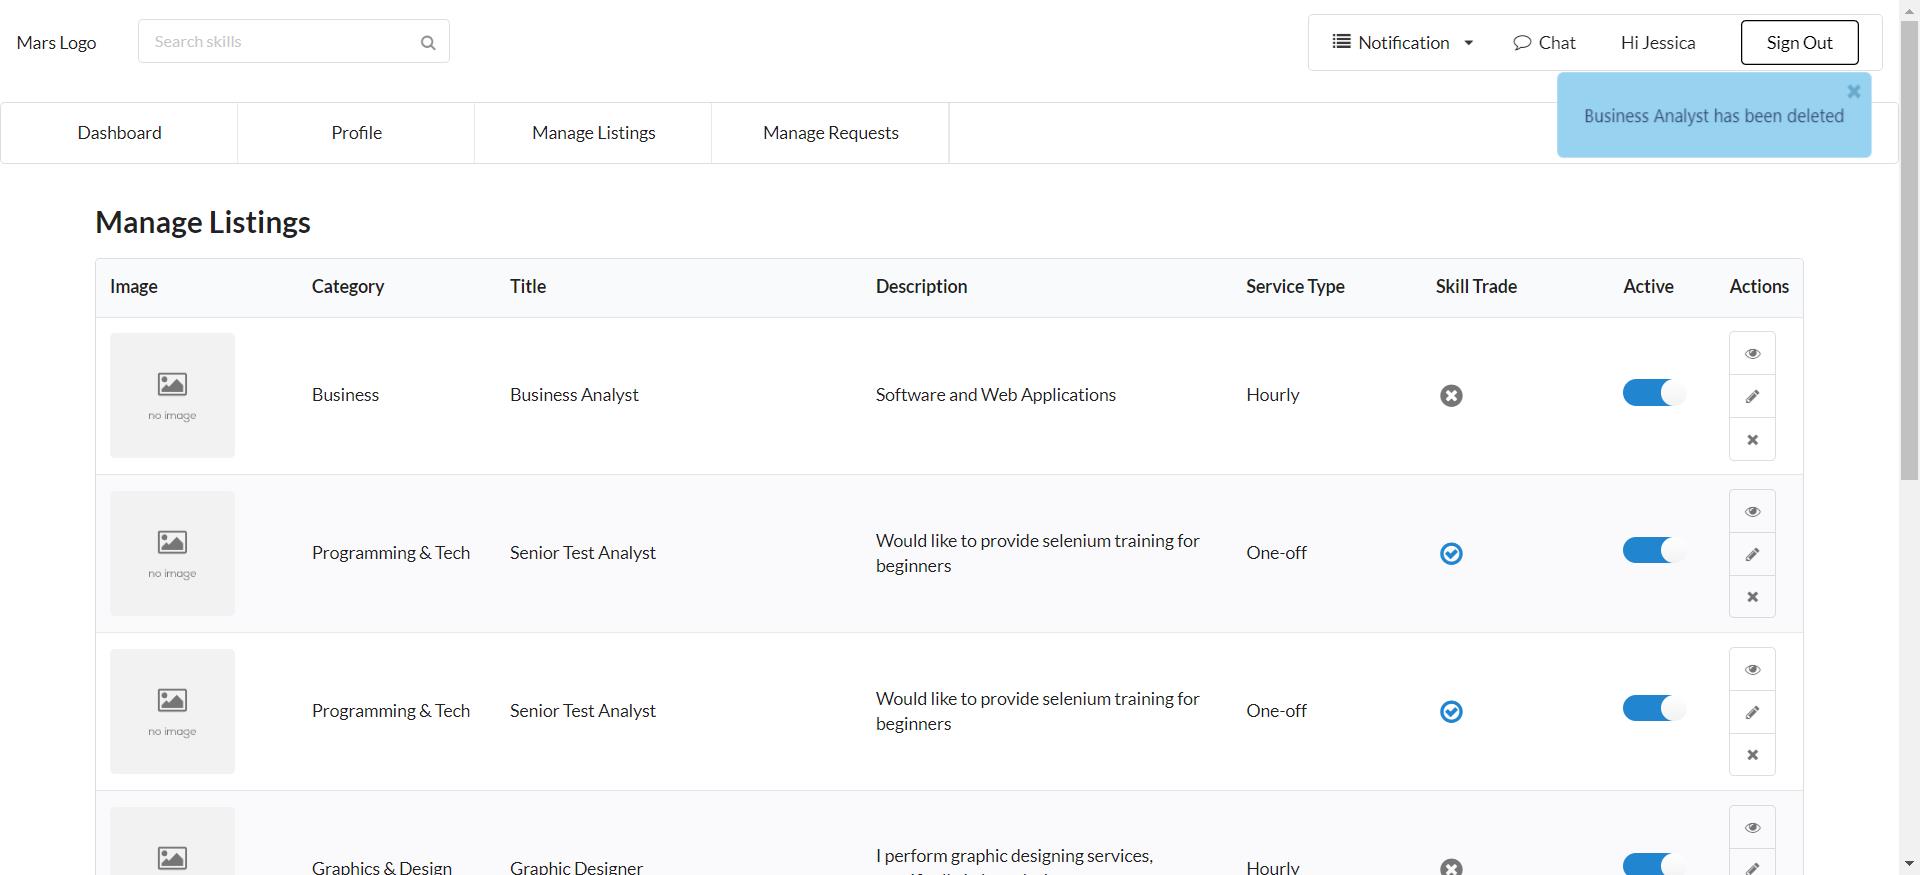 Mars Logo
Search skills
Notification
Chat
Hi Jessica
Sign Out
Business Analyst has been deleted
Dashboard
Profile
Manage Listings
Manage Requests
Manage Listings
Image Category Title Description Service Type Skill Trade Active Actions
no image
Business
Business Analyst
Software and Web Applications
Hourly
no image
Programming & Tech
Senior Test Analyst
Would like to provide selenium training for
beginners
One-off
no image
Programming & Tech
Senior Test Analyst
Would like to provide selenium training for
beginners
One-off
Graphics & Design
Graphic Designer
I perform graphic designing services,
Hourly